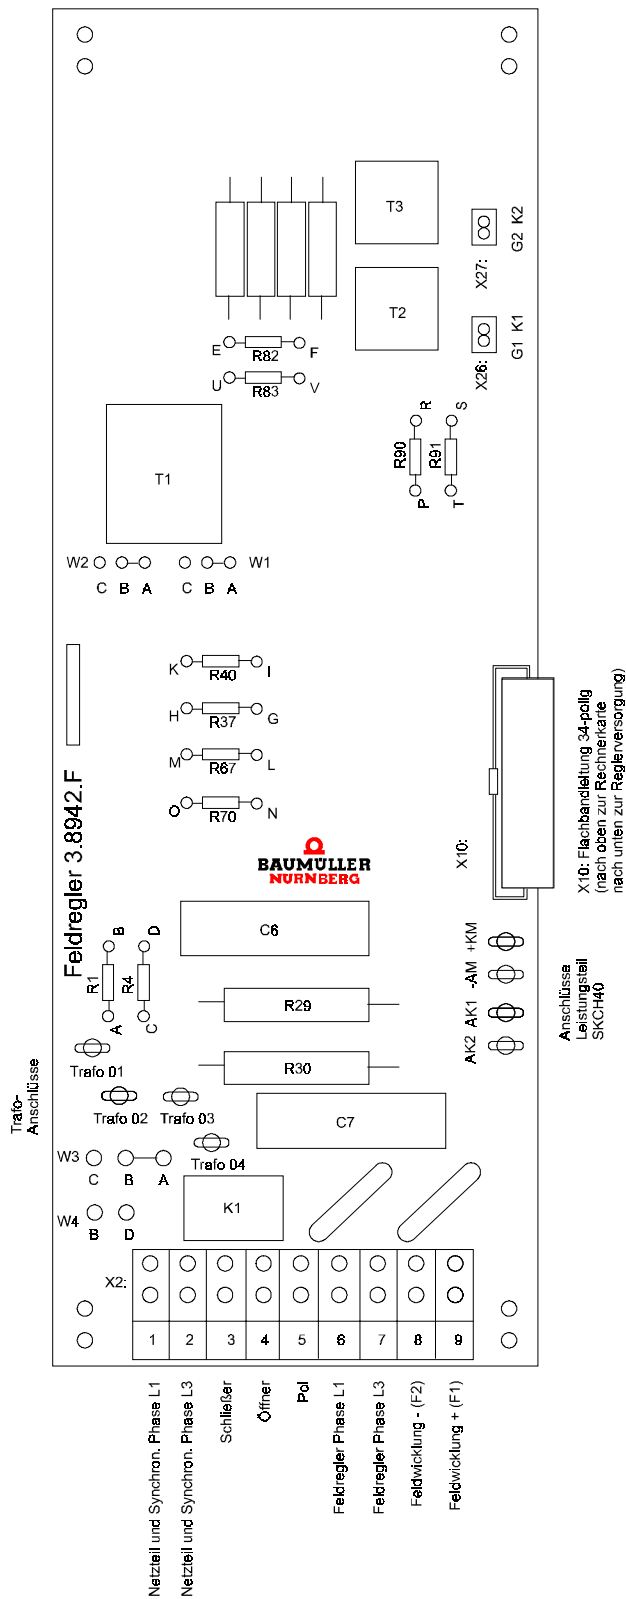 T3
K2
G2
X27:
T2
K1
G1
X26:
E
R82
F
U
R83
V
R
S
R90
R91
P
T
T1
W2
W1
C B A
C B A
K
R40
I
H
R37
G
M
R67
L
O
R70
N
Feldregler 3.8942.F
BAUMÜLLER
NÜRNBERG
X10:
X10: Flachbandleitung 34-polig
(nach oben zur Rechnerkarte
nach unten zur Reglerversorgung)
C6
B
D
R1
R4
A
C
R29
R30
AK2 AK1 -AM +KM
Anschlüsse
Leistungsteil
SKCH40
Trafo-
Anschlüsse
Trafo 01
Trafo 02
Trafo 03
Trafo 04
C7
W3
C B A
W4
B D
K1
X2:
1 2 3 4 5 6 7 8 9
Netzteil und Synchron. Phase L1
Netzteil und Synchron. Phase L3
Schließer
Öffner
Pol
Feldregler Phase L1
Feldregler Phase L3
Feldwicklung - (F2)
Feldwicklung + (F1)